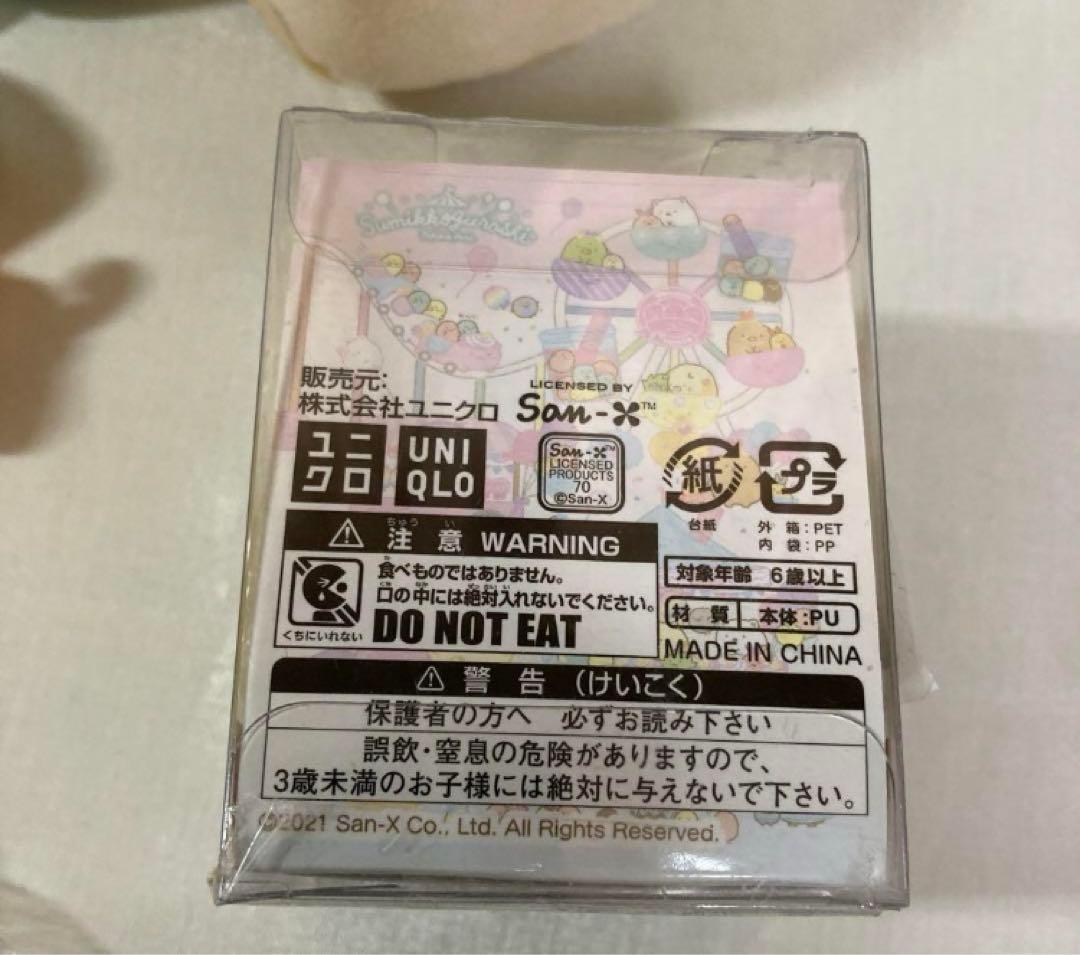 Sumikkogurashi
販売元:
株式会社ユニクロ
LICENSED BY
San-X™
ユニ
クロ
UNI
QLO
San-X™
LICENSED
PRODUCTS
70
©San-X
紙
台紙
プラ
外 箱:PET
内 袋:PP
注意 WARNING
ちゅう い
食べものではありません。
口の中には絶対入れないでください。
DO NOT EAT
くちにいれない
対象年齢 6歳以上
材 質 本体:PU
MADE IN CHINA
警 告 (けいこく)
保護者の方へ 必ずお読み下さい
誤飲・窒息の危険がありますので、
3歳未満のお子様には絶対に与えないで下さい。
©2021 San-X Co., Ltd. All Rights Reserved.